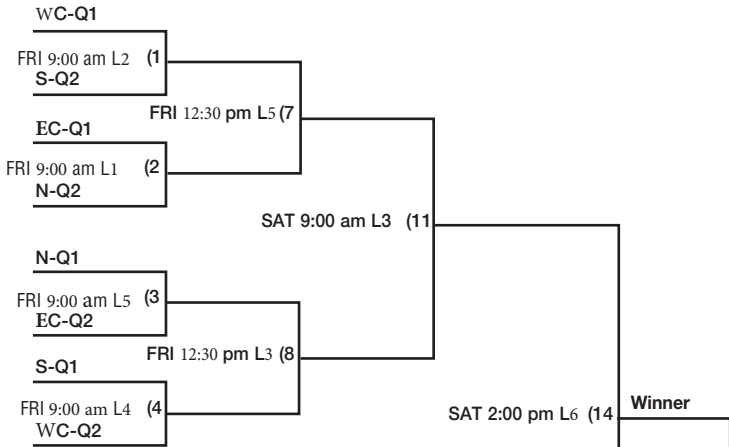 WC-Q1
FRI 9:00 am L2 (1
S-Q2
FRI 12:30 pm L5 (7
EC-Q1
FRI 9:00 am L1 (2
N-Q2
SAT 9:00 am L3 (11
N-Q1
FRI 9:00 am L5 (3
EC-Q2
FRI 12:30 pm L3 (8
S-Q1
FRI 9:00 am L4 (4
WC-Q2
SAT 2:00 pm L6 (14
Winner